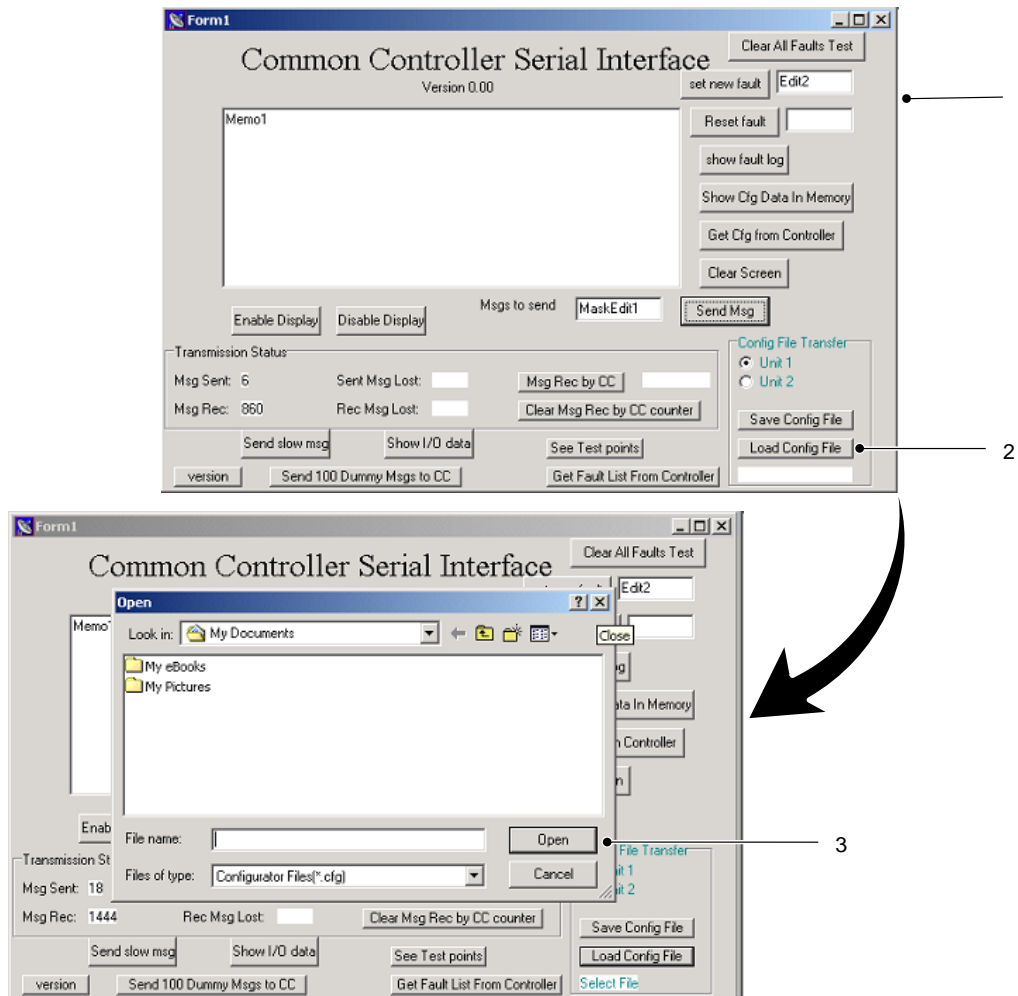 Form1
Clear All Faults Test
Common Controller Serial Interface
Version 0.00
set new fault Edit2
Memo1
Reset fault
show fault log
Show Cfg Data In Memory
Get Cfg from Controller
Clear Screen
Msgs to send MaskEdit1 Send Msg
Enable Display Disable Display
Config File Transfer
Transmission Status
Unit 1
Msg Sent: 6 Sent Msg Lost: Msg Rec by CC Unit 2
Msg Rec: 860 Rec Msg Lost: Clear Msg Rec by CC counter
Save Config File
Send slow msg Show I/O data See Test points Load Config File 2
version Send 100 Dummy Msgs to CC Get Fault List From Controller
Form1
Clear All Faults Test
Common Controller Serial Interface
Edit2
Open
Memo
Look in: My Documents
Close
My eBooks
og
My Pictures
ata In Memory
n Controller
n
Enab
File name: Open 3
File Transfer
Transmission St
Files of type: Configurator Files(*.cfg) Cancel
it 1
Msg Sent: 18 it 2
Msg Rec: 1444 Rec Msg Lost: Clear Msg Rec by CC counter
Save Config File
Send slow msg Show I/O data See Test points Load Config File
version Send 100 Dummy Msgs to CC Get Fault List From Controller Select File